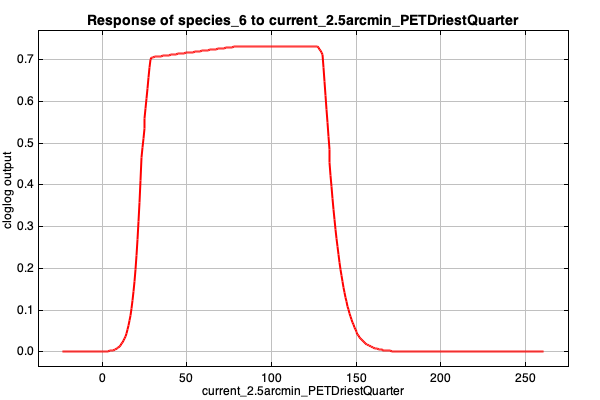 Response of species_6 to current_2.5arcmin_PETDriestQuarter
cloglog output
0.7
0.6
0.5
0.4
0.3
0.2
0.1
0.0
0 50 100 150 200 250
current_2.5arcmin_PETDriestQuarter